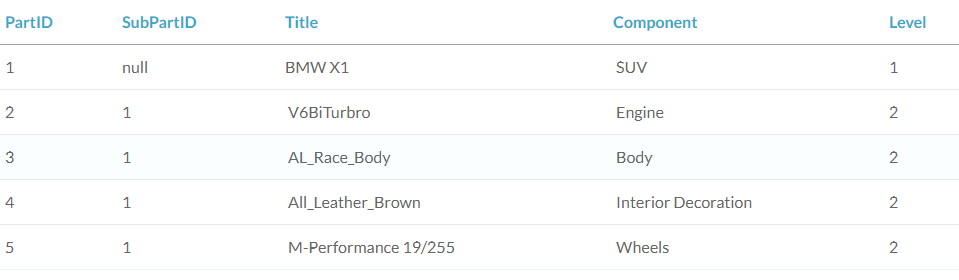 PartID SubPartID Title Component Level
1 null BMW X1 SUV 1
2 1 V6BiTurbro Engine 2
3 1 AL_Race_Body Body 2
4 1 All_Leather_Brown Interior Decoration 2
5 1 M-Performance 19/255 Wheels 2